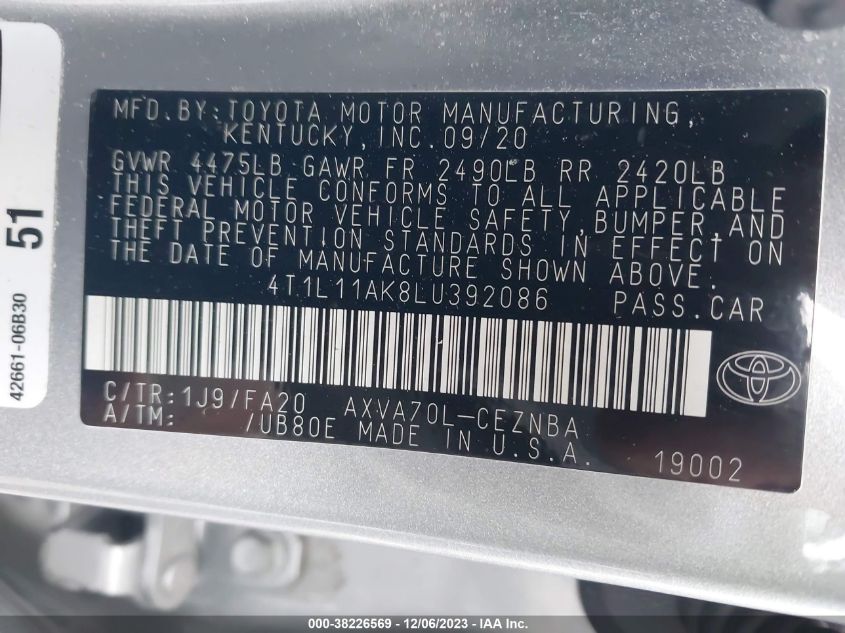 MFD.BY:TOYOTA MOTOR MANUFACTURING,
KENTUCKY,INC.09/20
GVWR 4475LB GAWR FR 2490LB RR 2420LB
THIS VEHICLE CONFORMS TO ALL APPLICABLE
FEDERAL MOTOR VEHICLE SAFETY,BUMPER,AND
THEFT PREVENTION STANDARDS IN EFFECT ON
THE DATE OF MANUFACTURE SHOWN ABOVE.
4T1L11AK8LU392086 PASS.CAR
C/TR:1J9/FA20 AXVA70L-CEZNBA
A/TM: /UB80E MADE IN U.S.A. 19002
51
42661-06B30
000-38226569 - 12/06/2023 - IAA Inc.